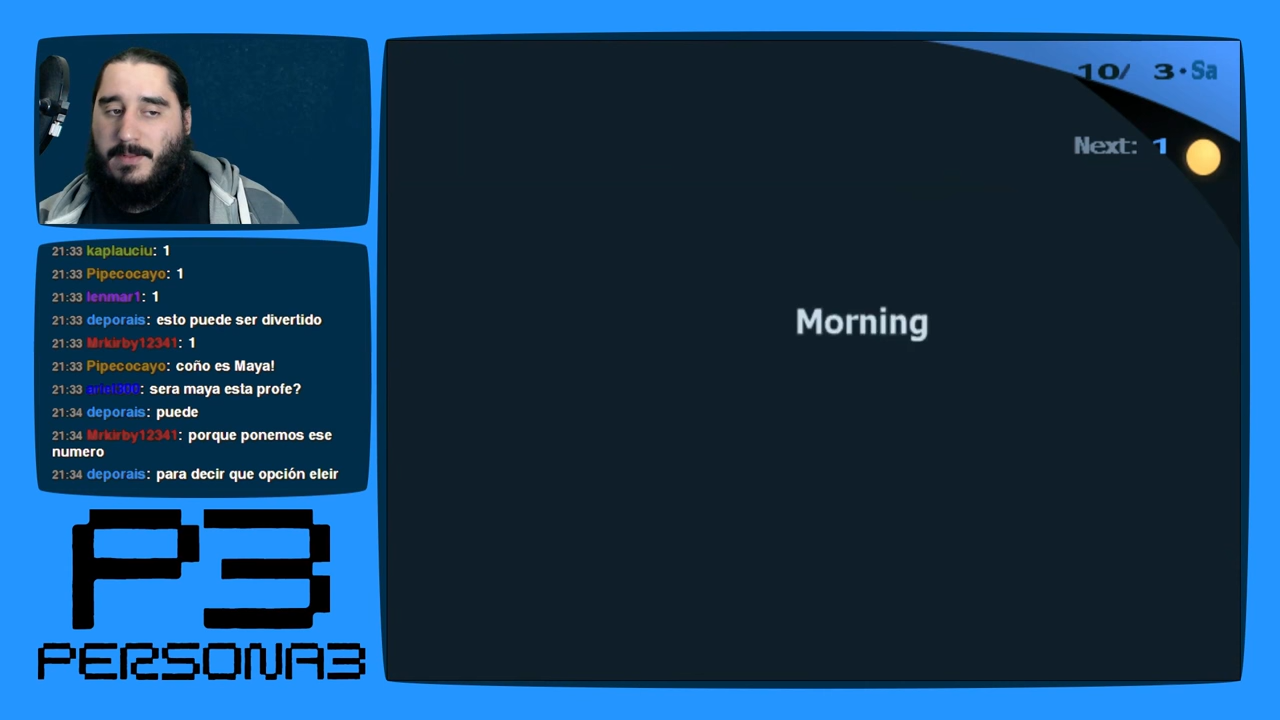 10/ 3·Sa
Next: 1
Morning
21:33 kaplauciu: 1
21:33 Pipecocayo: 1
21:33 lenmar1: 1
21:33 deporais: esto puede ser divertido
21:33 Mrkirby12341: 1
21:33 Pipecocayo: coño es Maya!
21:33 : sera maya esta profe?
21:34 deporais: puede
21:34 Mrkirby12341: porque ponemos ese
numero
21:34 deporais: para decir que opción eleir
P3
PERSONA3